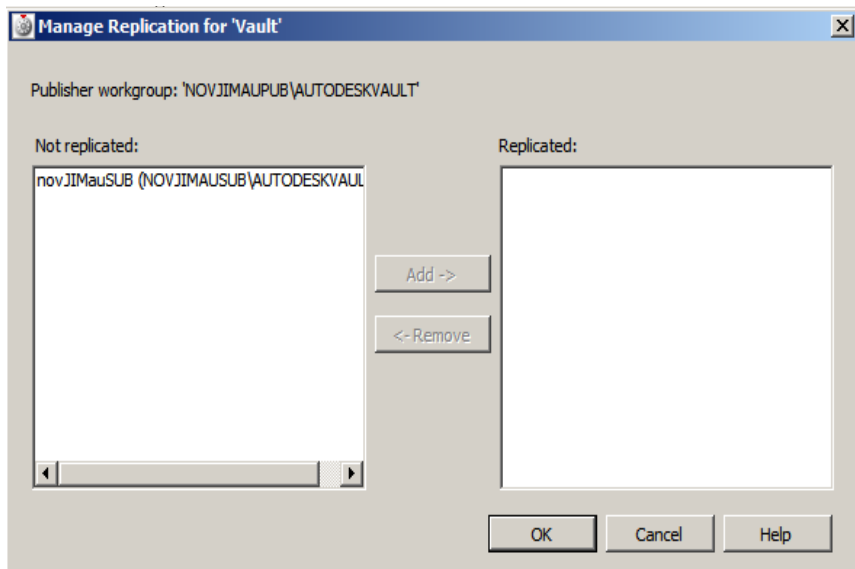 Manage Replication for 'Vault'
Publisher workgroup: 'NOVJIMAUPUB\AUTODESKVAULT'
Not replicated:
Replicated:
novJIMauSUB (NOVJIMAUSUB\AUTODESKVAUL
Add ->
<- Remove
OK
Cancel
Help